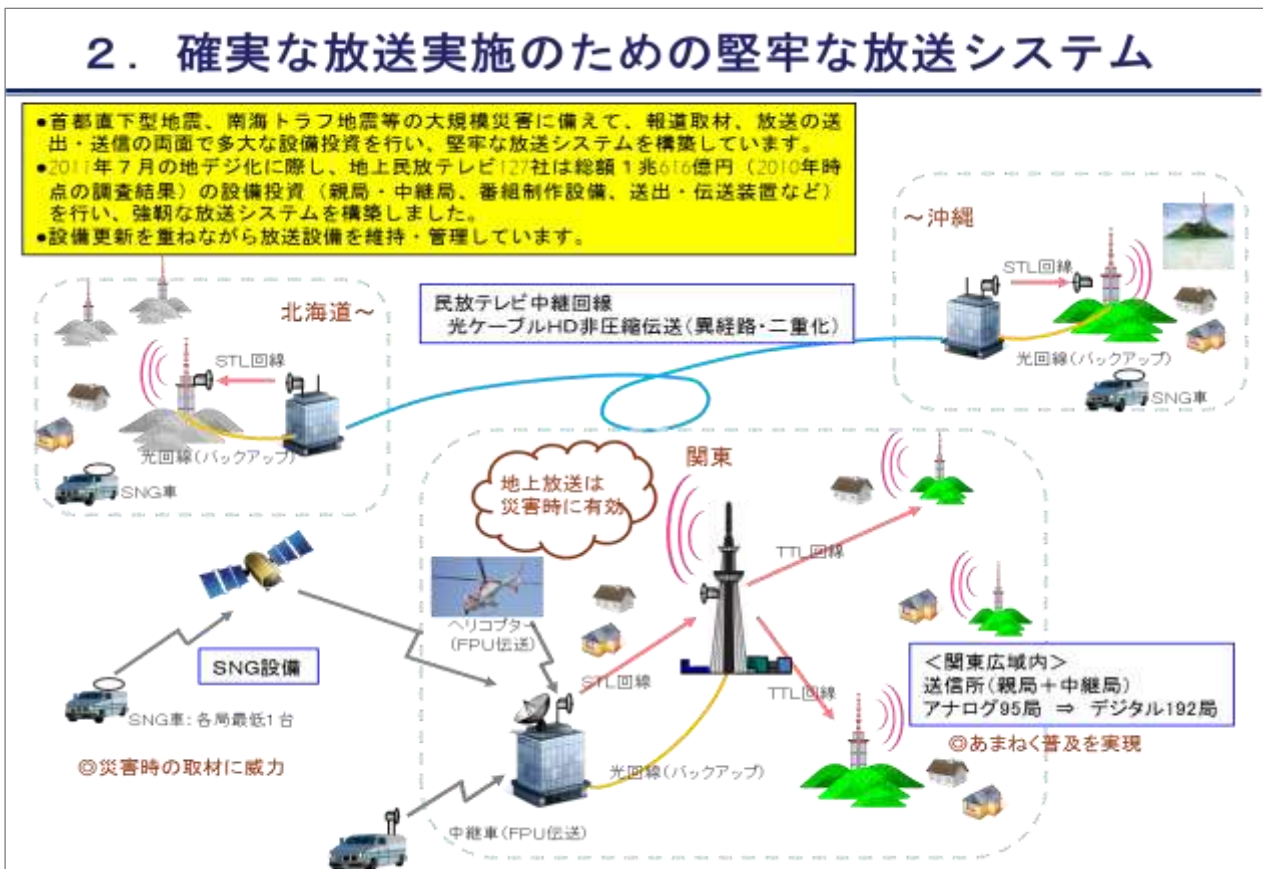 ２．確実な放送実施のための堅牢な放送システム
●首都直下型地震、南海トラフ地震等の大規模災害に備えて、報道取材、放送の送
出・送信の両面で多大な設備投資を行い、堅牢な放送システムを構築しています。
●2011年７月の地デジ化に際し、地上民放テレビ127社は総額１兆616億円（2010年時
点の調査結果）の設備投資（親局・中継局、番組制作設備、送出・伝送装置など）
を行い、強靭な放送システムを構築しました。
●設備更新を重ねながら放送設備を維持・管理しています。
～沖縄
STL回線
光回線(バックアップ)
SNG車
北海道～
STL回線
光回線(バックアップ)
SNG車
民放テレビ中継回線
光ケーブルHD非圧縮伝送(異経路・二重化)
関東
地上放送は
災害時に有効
TTL回線
ヘリコプター
(FPU伝送)
STL回線
TTL回線
SNG設備
SNG車：各局最低1台
◎災害時の取材に威力
＜関東広域内＞
送信所(親局＋中継局)
アナログ95局 ⇒ デジタル192局
◎あまねく普及を実現
光回線(バックアップ)
中継車(FPU伝送)